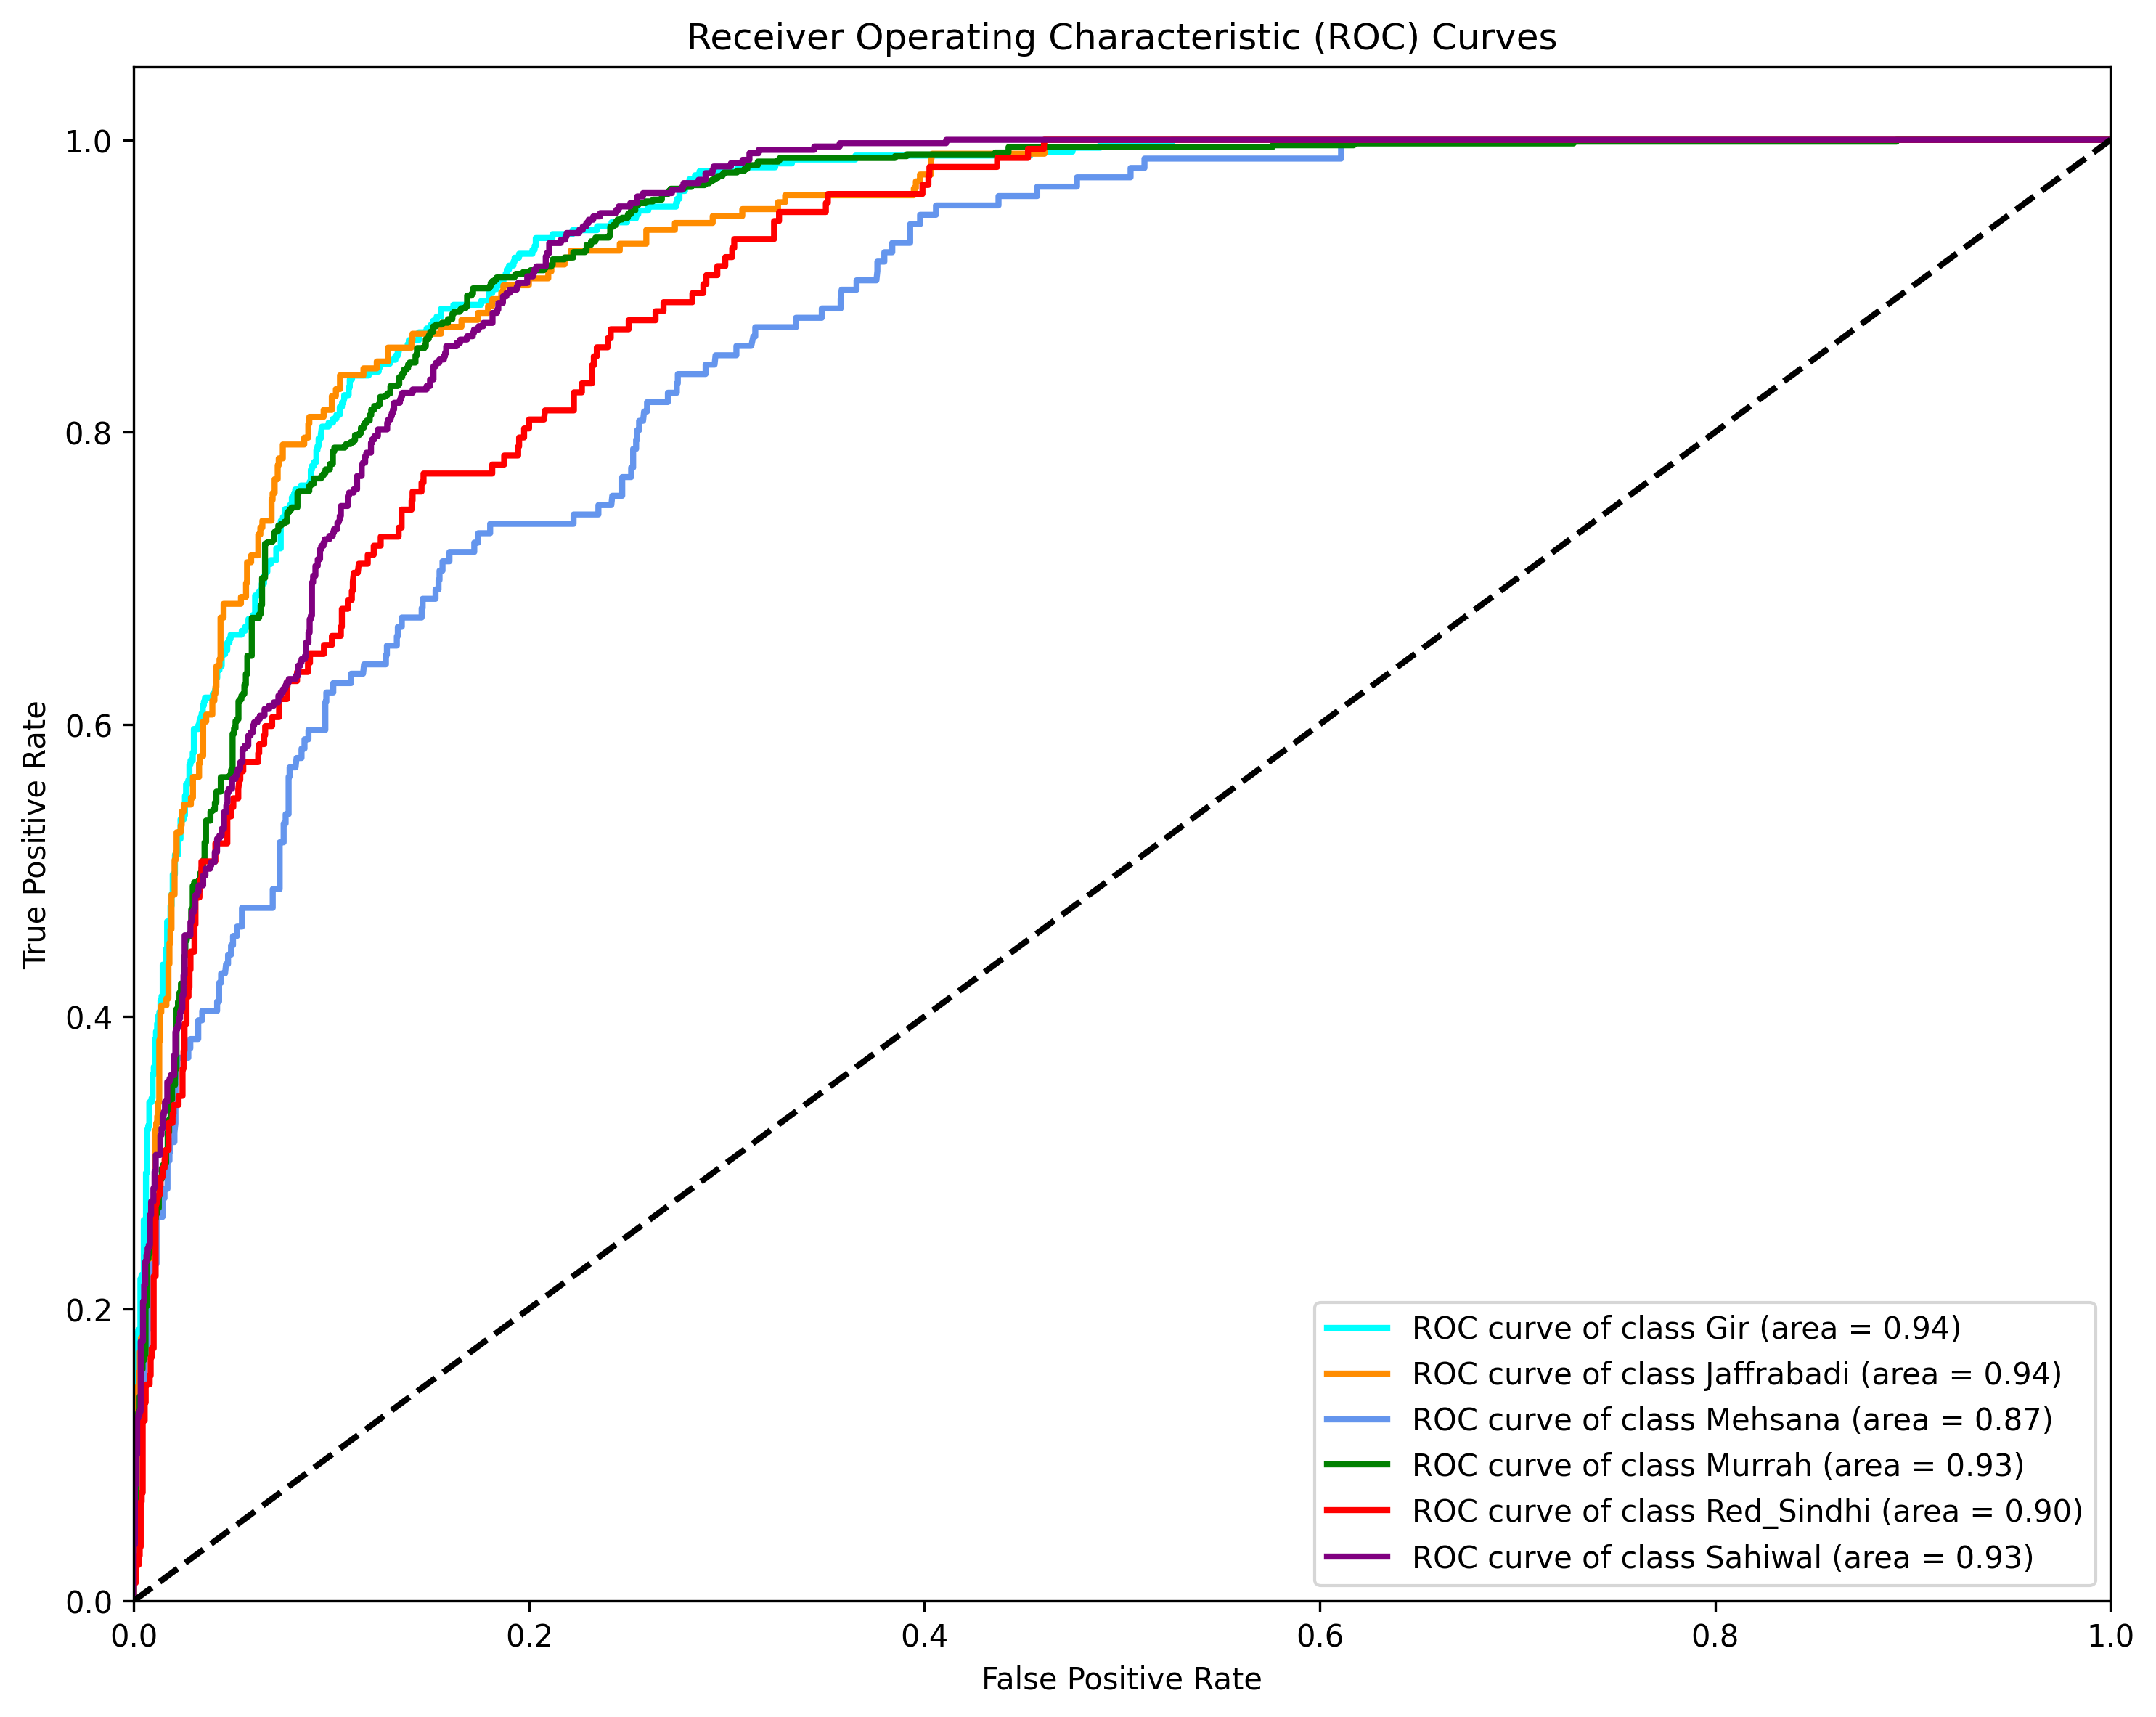 Receiver Operating Characteristic (ROC) Curves
True Positive Rate
1.0
0.8
0.6
0.4
0.2
0.0
0.0 0.2 0.4 0.6 0.8 1.0
False Positive Rate
ROC curve of class Gir (area = 0.94)
ROC curve of class Jaffrabadi (area = 0.94)
ROC curve of class Mehsana (area = 0.87)
ROC curve of class Murrah (area = 0.93)
ROC curve of class Red_Sindhi (area = 0.90)
ROC curve of class Sahiwal (area = 0.93)